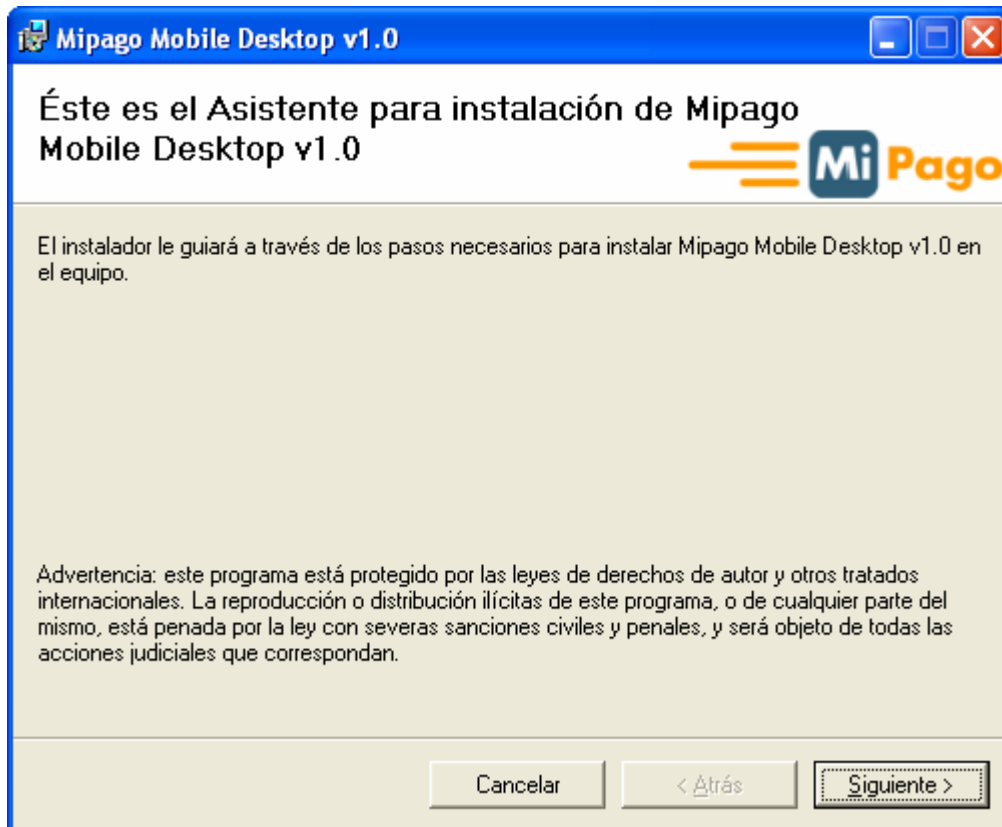 Mipago Mobile Desktop v1.0
Éste es el Asistente para instalación de Mipago
Mobile Desktop v1.0
Mi Pago
El instalador le guiará a través de los pasos necesarios para instalar Mipago Mobile Desktop v1.0 en
el equipo.
Advertencia: este programa está protegido por las leyes de derechos de autor y otros tratados
internacionales. La reproducción o distribución ilícitas de este programa, o de cualquier parte del
mismo, está penada por la ley con severas sanciones civiles y penales, y será objeto de todas las
acciones judiciales que correspondan.
Cancelar
< Atrás
Siguiente >